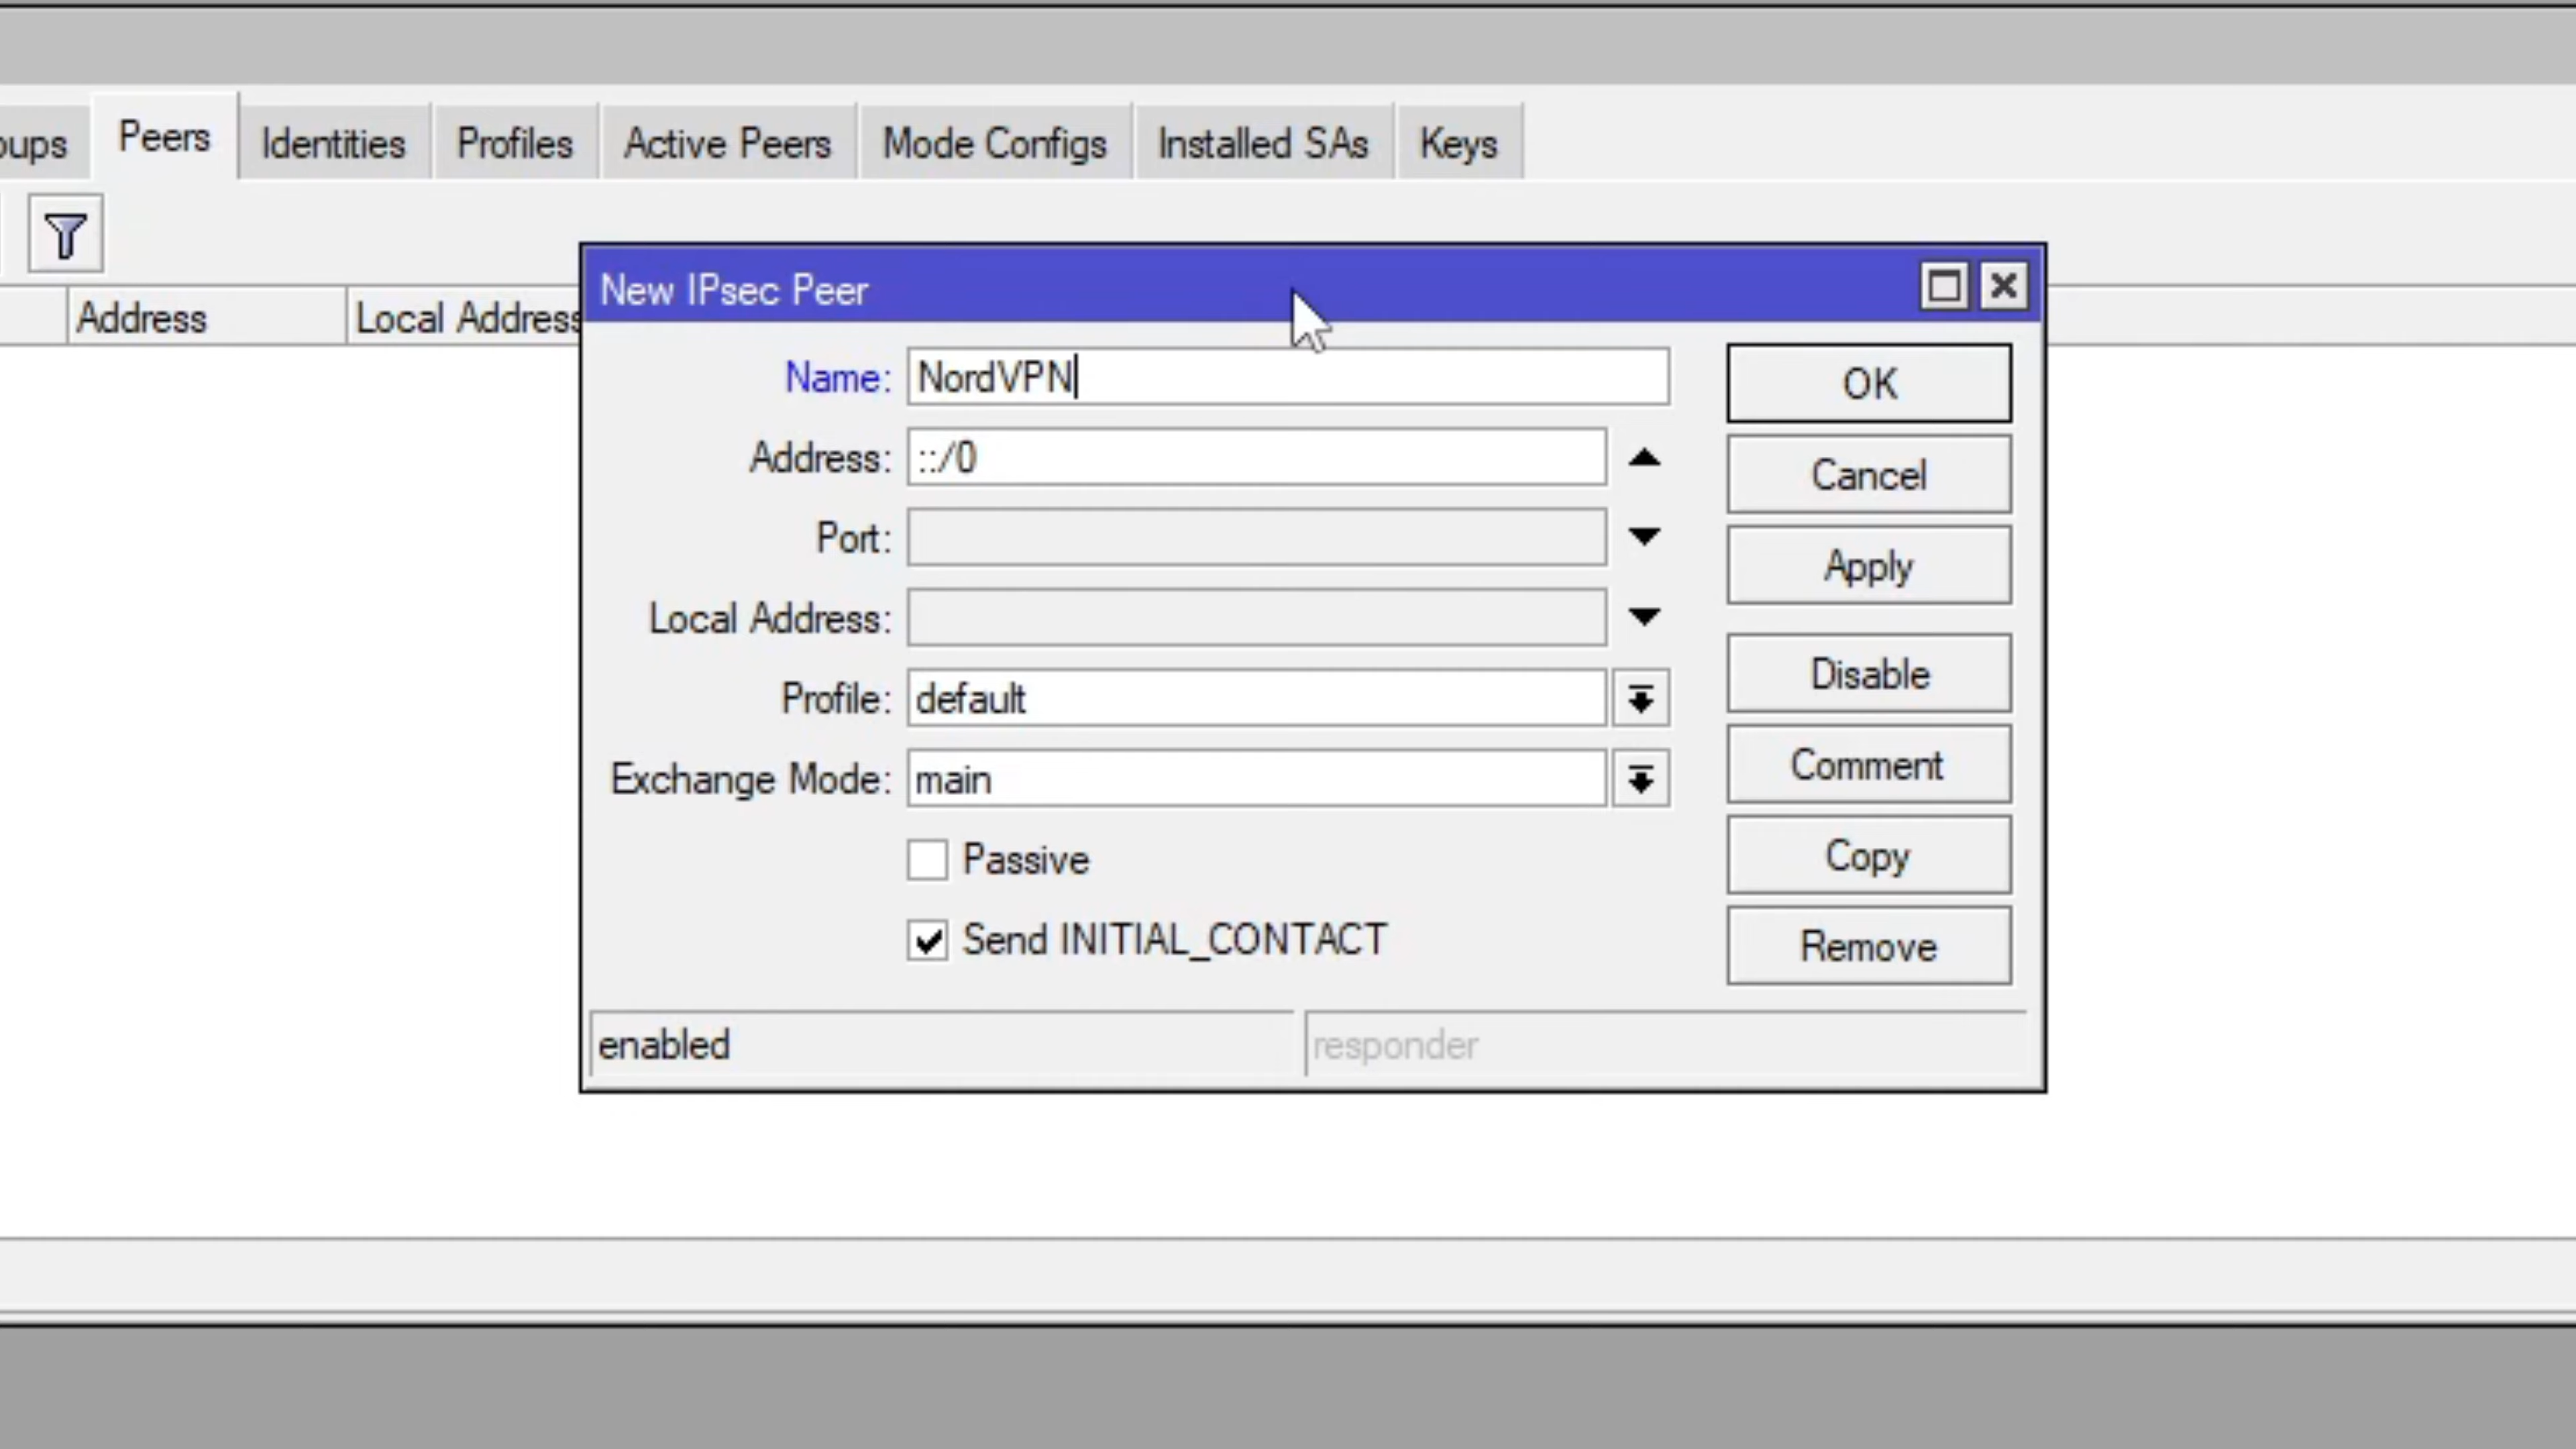 Peers Identities Profiles Active Peers Mode Configs Installed SAs Keys
Address Local Address
New IPsec Peer
Name: NordVPN
OK
Address: ::/0
Cancel
Port:
Apply
Local Address:
Disable
Profile: default
Comment
Exchange Mode: main
Copy
Passive
Send INITIAL_CONTACT
Remove
enabled responder